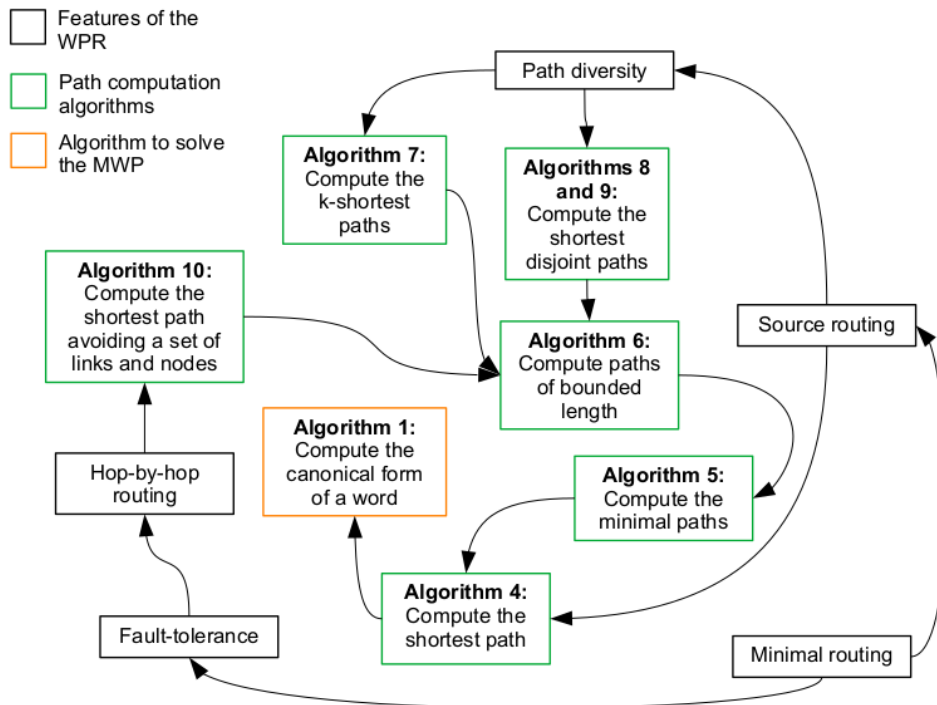 Features of the
WPR
Path computation
algorithms
Algorithm to solve
the MWP
Path diversity
Algorithm 7:
Compute the
k-shortest
paths
Algorithms 8
and 9:
Compute the
shortest
disjoint paths
Algorithm 10:
Compute the
shortest path
avoiding a set of
links and nodes
Source routing
Algorithm 6:
Compute paths
of bounded
length
Algorithm 1:
Compute the
canonical form
of a word
Hop-by-hop
routing
Algorithm 5:
Compute the
minimal paths
Algorithm 4:
Compute the
shortest path
Fault-tolerance
Minimal routing